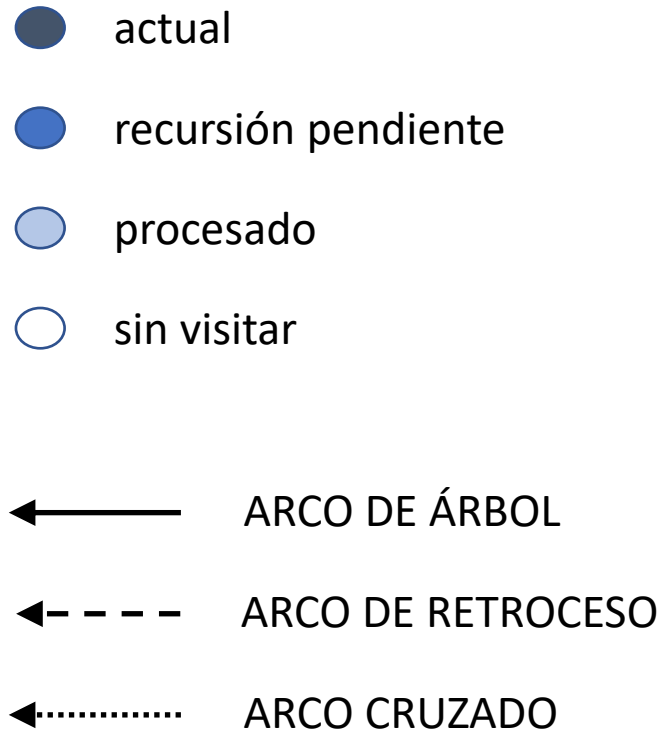 actual
recursión pendiente
procesado
sin visitar
ARCO DE ÁRBOL
ARCO DE RETROCESO
ARCO CRUZADO